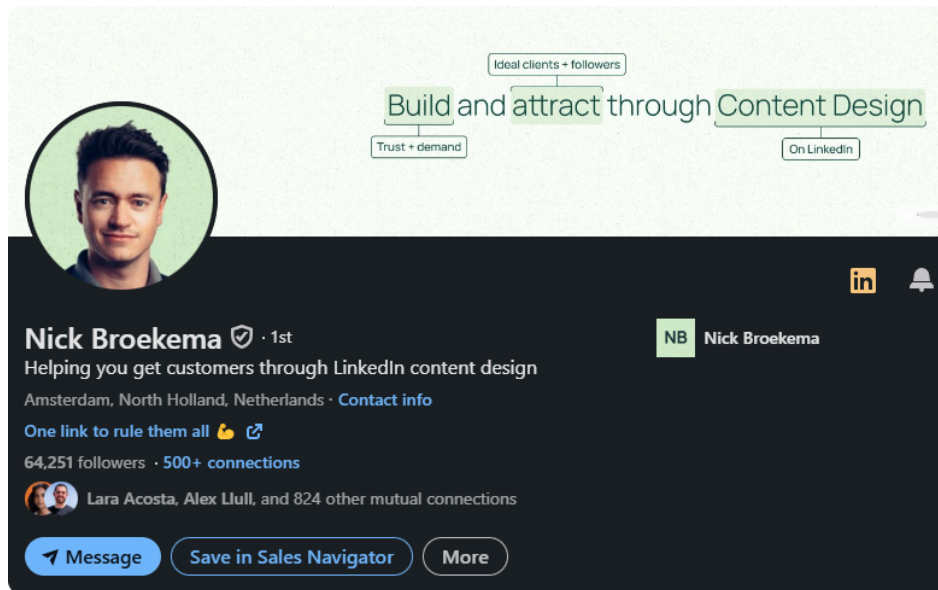 Ideal clients + followers
Build and attract through Content Design
Trust + demand
On LinkedIn
in
Nick Broekema · 1st
NB Nick Broekema
Helping you get customers through LinkedIn content design
Amsterdam, North Holland, Netherlands · Contact info
One link to rule them all 💪
64,251 followers · 500+ connections
Lara Acosta, Alex Llull, and 824 other mutual connections
Message
Save in Sales Navigator
More